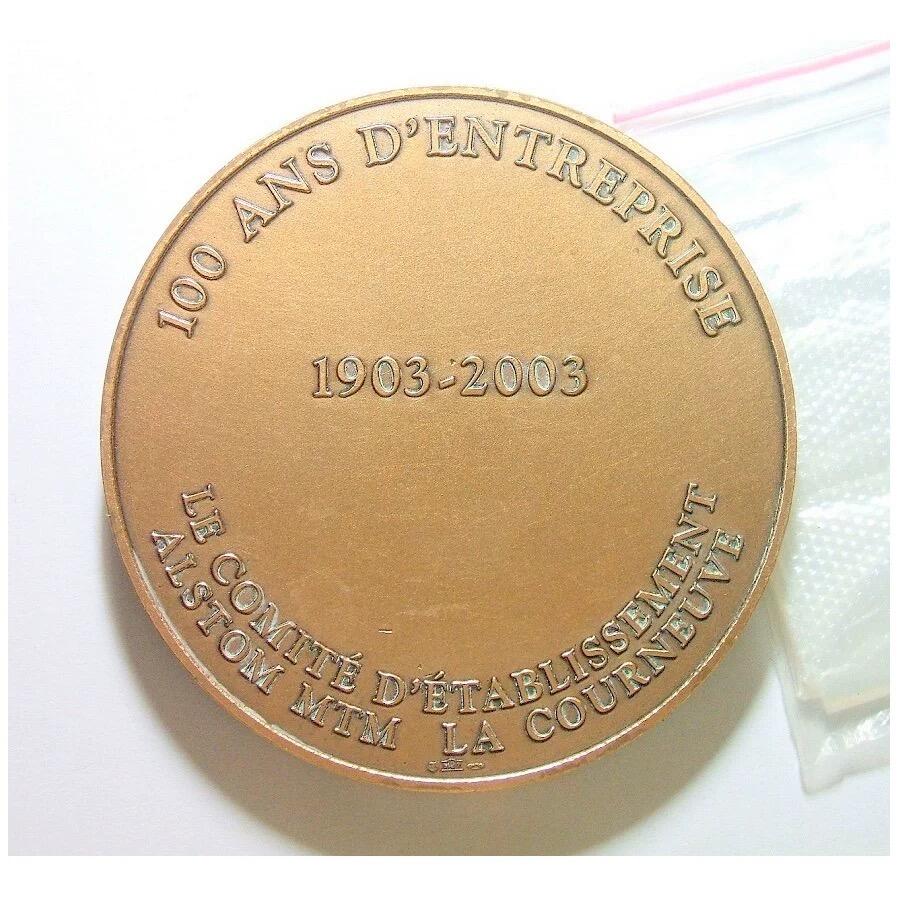 100 ANS D'ENTREPRISE
1903-2003
LE COMITÉ D'ÉTABLISSEMENT
ALSTOM MTM LA COURNEUVE